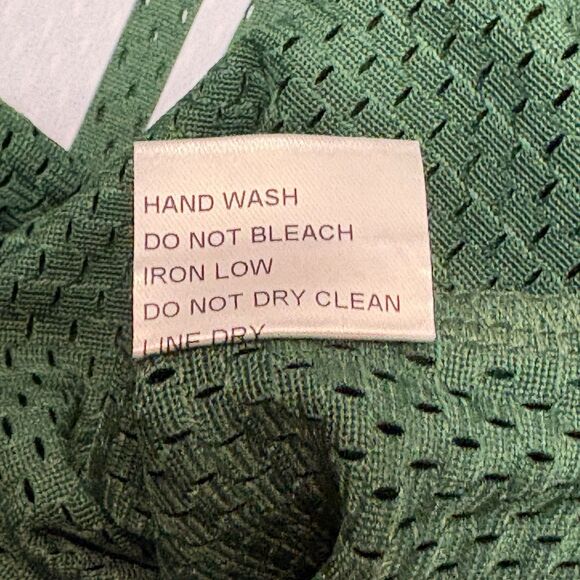 HAND WASH
DO NOT BLEACH
IRON LOW
DO NOT DRY CLEAN
LINE DRY